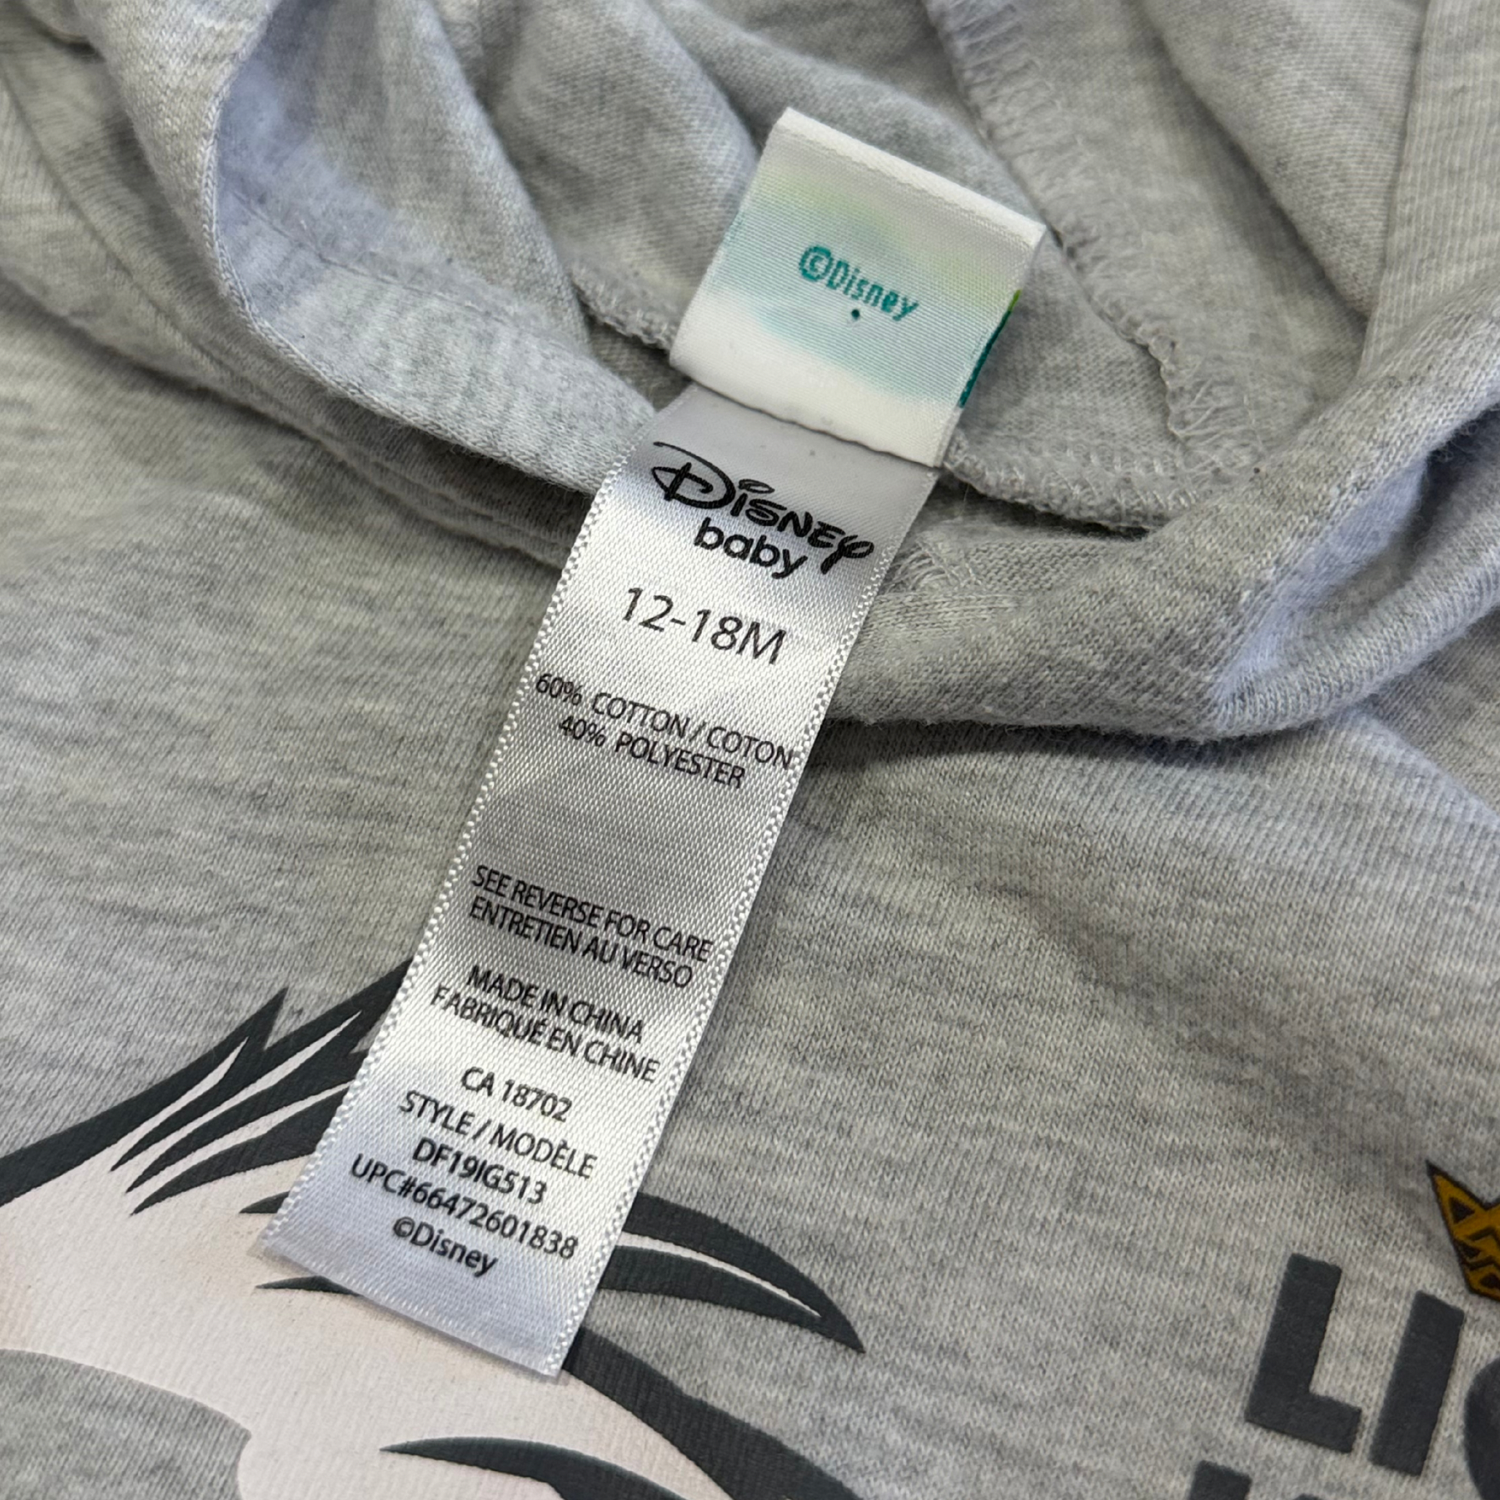 ©Disney
Disney
baby
12-18M
60% COTTON / COTON
40% POLYESTER
SEE REVERSE FOR CARE
ENTRETIEN AU VERSO
MADE IN CHINA
FABRIQUÉ EN CHINE
CA 18702
STYLE / MODÈLE
DF19IG513
UPC#66472601838
©Disney